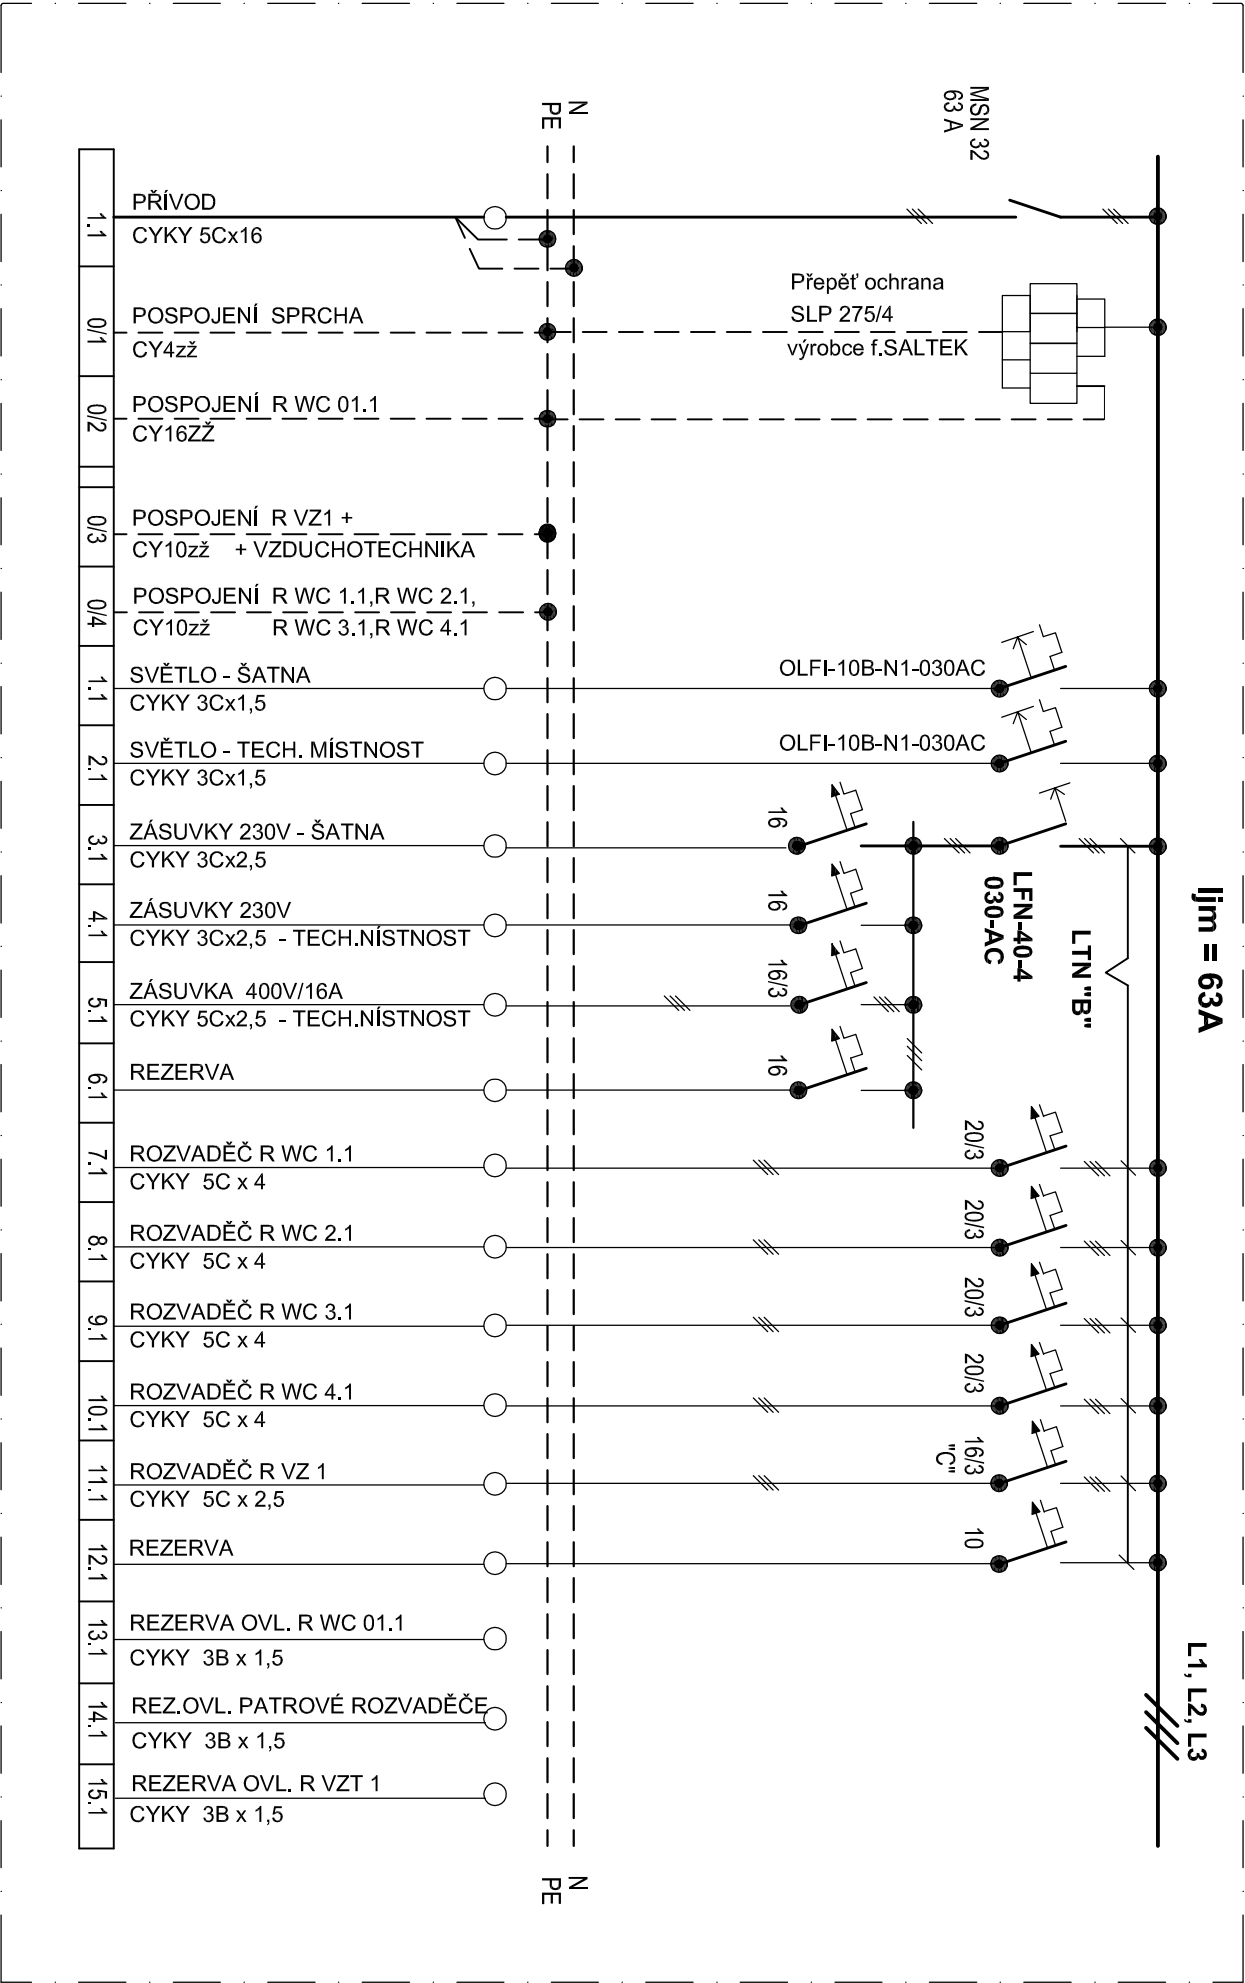 MSN 32
63 A
N
PE
1.1
PŘÍVOD
CYKY 5Cx16
Přepěť ochrana
SLP 275/4
výrobce f.SALTEK
0/1
POSPOJENÍ SPRCHA
CY4zž
0/2
POSPOJENÍ R WC 01.1
CY16ZŽ
0/3
POSPOJENÍ R VZ1 +
CY10zž + VZDUCHOTECHNIKA
0/4
POSPOJENÍ R WC 1.1,R WC 2.1,
CY10zž R WC 3.1,R WC 4.1
1.1
SVĚTLO - ŠATNA
CYKY 3Cx1,5
OLFI-10B-N1-030AC
2.1
SVĚTLO - TECH. MÍSTNOST
CYKY 3Cx1,5
OLFI-10B-N1-030AC
3.1
ZÁSUVKY 230V - ŠATNA
CYKY 3Cx2,5
16
LFN-40-4
030-AC
LTN "B"
Ijm = 63A
4.1
ZÁSUVKY 230V
CYKY 3Cx2,5 - TECH.NÍSTNOST
16
5.1
ZÁSUVKA 400V/16A
CYKY 5Cx2,5 - TECH.NÍSTNOST
16/3
6.1
REZERVA
16
7.1
ROZVADĚČ R WC 1.1
CYKY 5C x 4
20/3
8.1
ROZVADĚČ R WC 2.1
CYKY 5C x 4
20/3
9.1
ROZVADĚČ R WC 3.1
CYKY 5C x 4
20/3
10.1
ROZVADĚČ R WC 4.1
CYKY 5C x 4
20/3
11.1
ROZVADĚČ R VZ 1
CYKY 5C x 2,5
16/3
"C"
12.1
REZERVA
10
13.1
REZERVA OVL. R WC 01.1
CYKY 3B x 1,5
14.1
REZ.OVL. PATROVÉ ROZVADĚČE
CYKY 3B x 1,5
15.1
REZERVA OVL. R VZT 1
CYKY 3B x 1,5
L1, L2, L3
N
PE